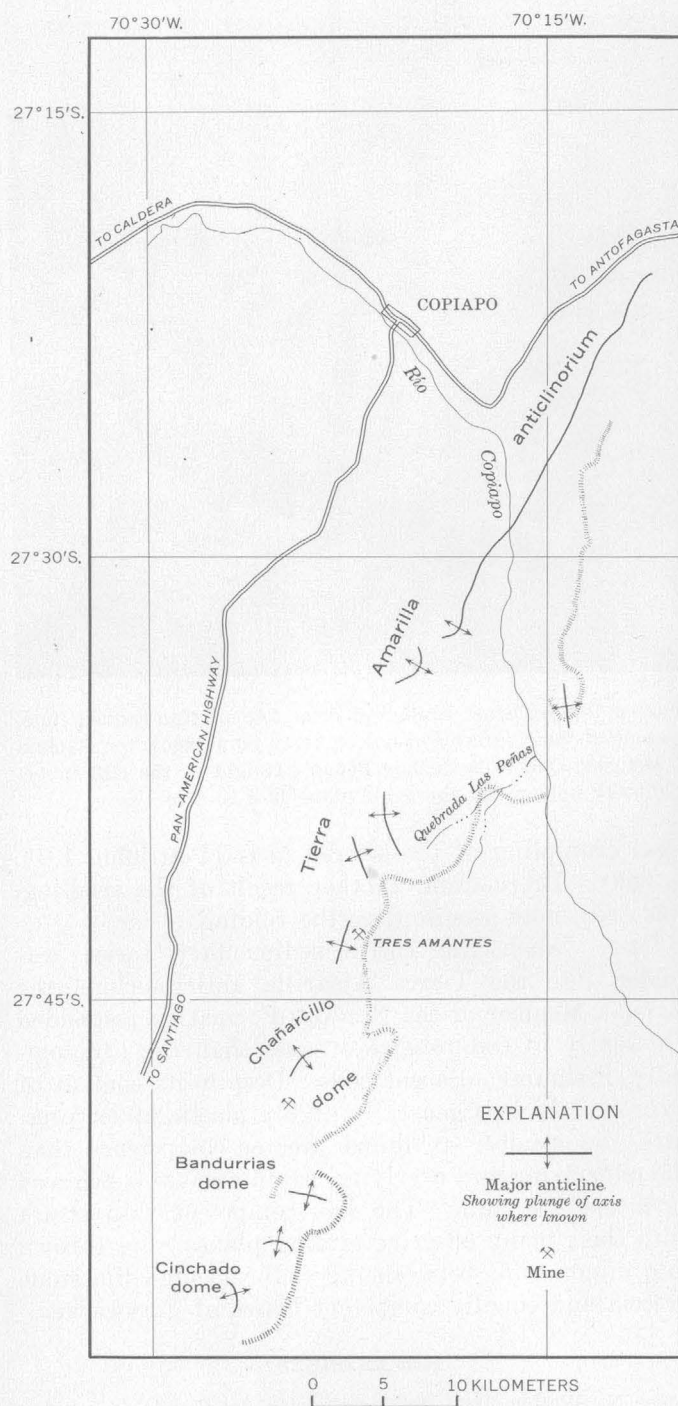 70°30'W.
70°15'W.
27°15'S.
TO CALDERA
TO ANTOFAGASTA
COPIAPO
Río
Copiapo
anticlinorium
27°30'S.
Amarilla
PAN-AMERICAN HIGHWAY
Quebrada Las Peñas
Tierra
TRES AMANTES
27°45'S.
TO SANTIAGO
Chañarcillo
dome
EXPLANATION
Major anticline
Showing plunge of axis
where known
Mine
Bandurrias
dome
Cinchado
dome
0 5 10 KILOMETERS